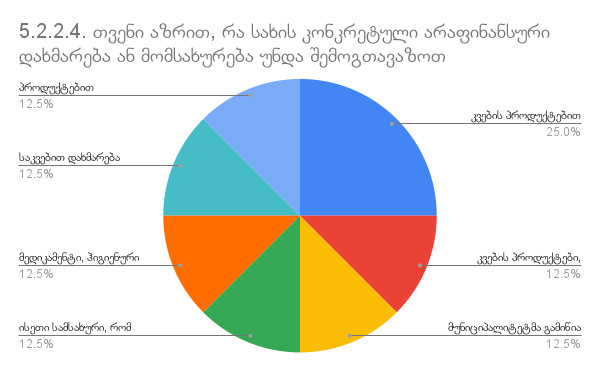 5.2.2.4. თვენი აზრით, რა სახის კონკრეტული არაფინანსური
დახმარება ან მომსახურება უნდა შემოგთავაზოთ
პროდუქტებით
12.5%
კვების პროდუქტებით
25.0%
საკვებით დახმარება
12.5%
მედიკამენტი, ჰიგიენური
12.5%
კვების პროდუქტები,
12.5%
ისეთი სამსახური, რომ
12.5%
მუნიციპალიტეტმა გამიწია
12.5%